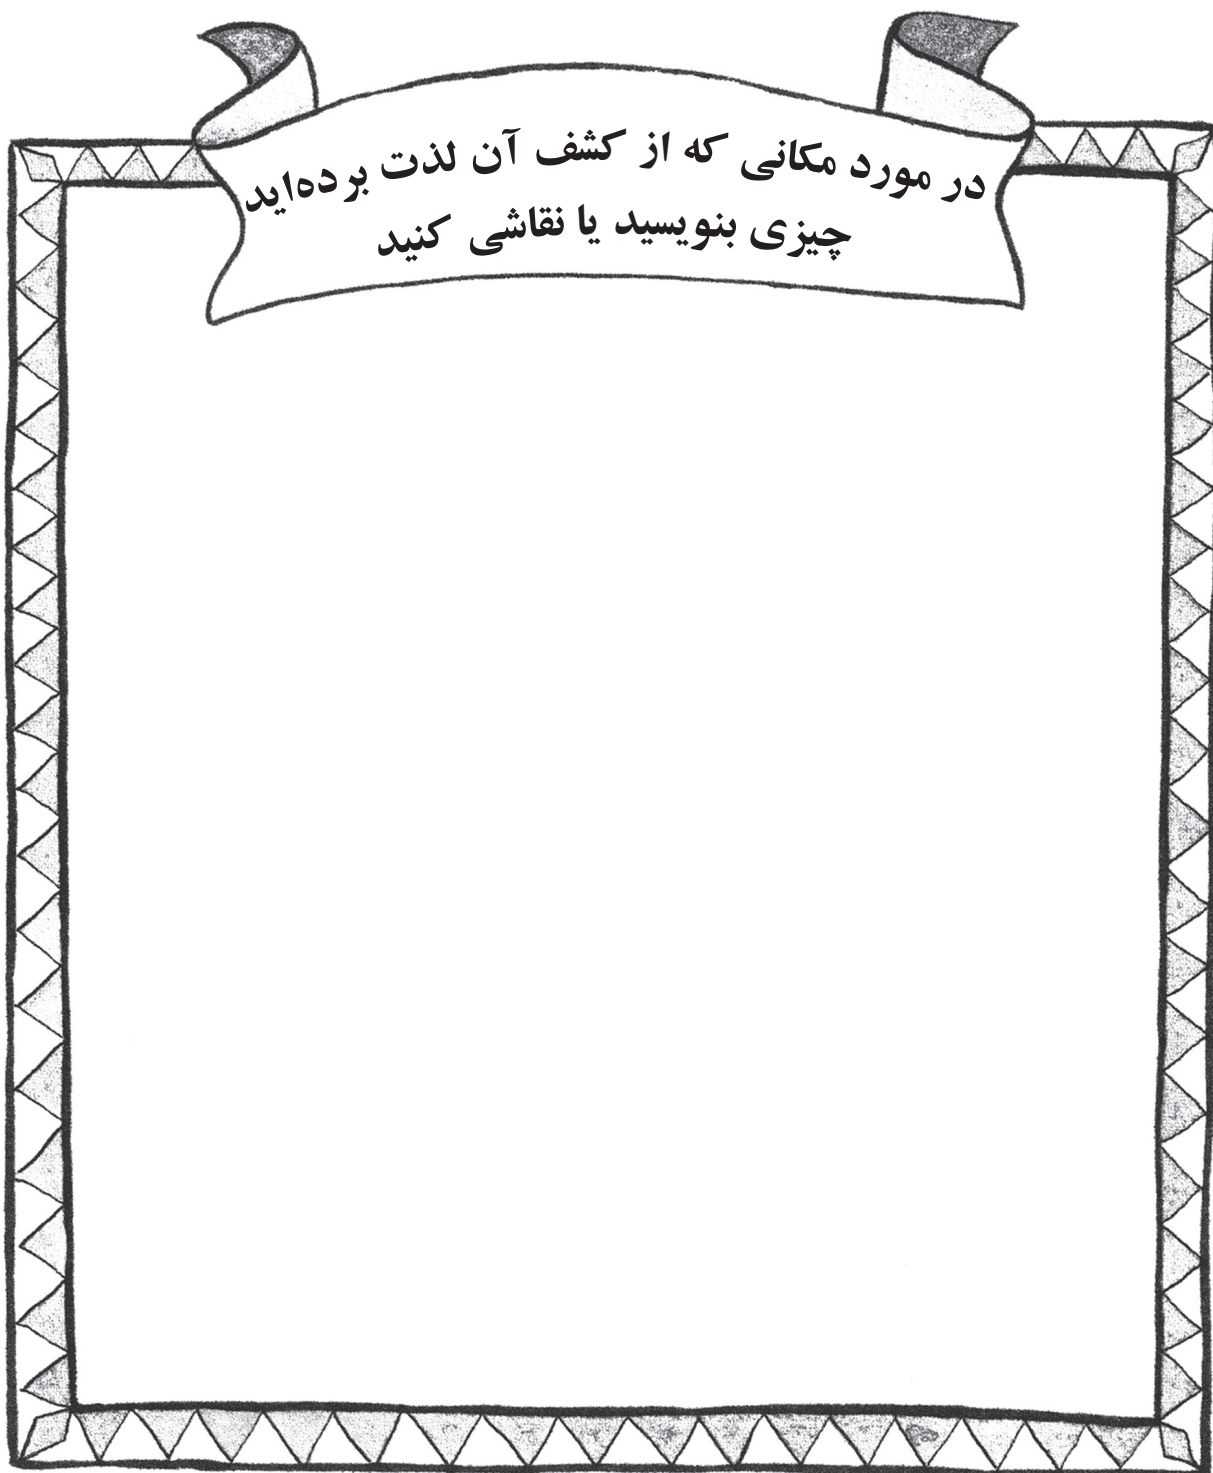 در مورد مکانی که از کشف آن لذت برده‌اید
چیزی بنویسید یا نقاشی کنید